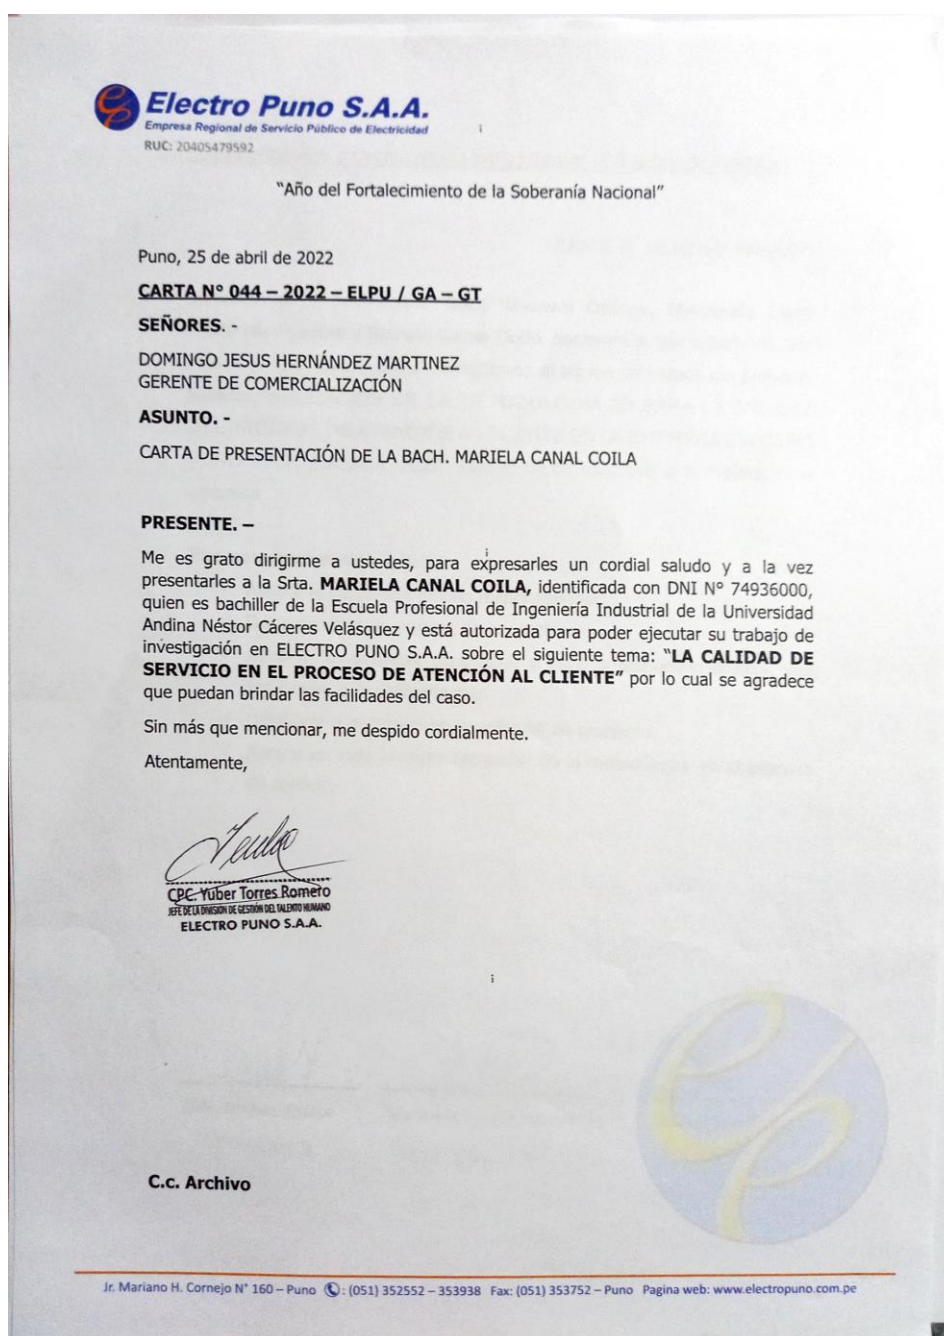 Electro Puno S.A.A.
Empresa Regional de Servicio Público de Electricidad
RUC: 20405479592
"Año del Fortalecimiento de la Soberanía Nacional"
Puno, 25 de abril de 2022
CARTA N° 044 – 2022 – ELPU / GA – GT
SEÑORES. -
DOMINGO JESUS HERNÁNDEZ MARTINEZ
GERENTE DE COMERCIALIZACIÓN
ASUNTO. -
CARTA DE PRESENTACIÓN DE LA BACH. MARIELA CANAL COILA
PRESENTE. –
Me es grato dirigirme a ustedes, para expresarles un cordial saludo y a la vez
presentarles a la Srta. MARIELA CANAL COILA, identificada con DNI Nº 74936000,
quien es bachiller de la Escuela Profesional de Ingeniería Industrial de la Universidad
Andina Néstor Cáceres Velásquez y está autorizada para poder ejecutar su trabajo de
investigación en ELECTRO PUNO S.A.A. sobre el siguiente tema: "LA CALIDAD DE
SERVICIO EN EL PROCESO DE ATENCIÓN AL CLIENTE" por lo cual se agradece
que puedan brindar las facilidades del caso.
Sin más que mencionar, me despido cordialmente.
Atentamente,
CPC. Yuber Torres Romero
JEFE DE LA DIVISIÓN DE GESTIÓN DEL TALENTO HUMANO
ELECTRO PUNO S.A.A.
C.c. Archivo
Jr. Mariano H. Cornejo N° 160 – Puno : (051) 352552 – 353938 Fax: (051) 353752 – Puno Pagina web: www.electropuno.com.pe